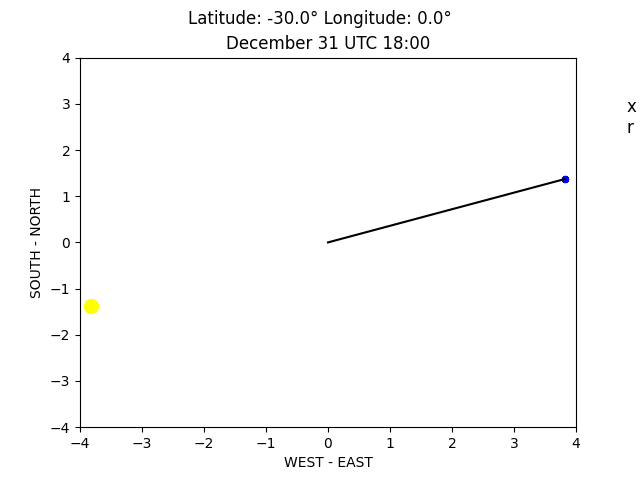 Latitude: -30.0° Longitude: 0.0°
December 31 UTC 18:00
4
3
2
1
0
−1
−2
−3
−4
SOUTH - NORTH
−4 −3 −2 −1 0 1 2 3 4
WEST - EAST
x
r